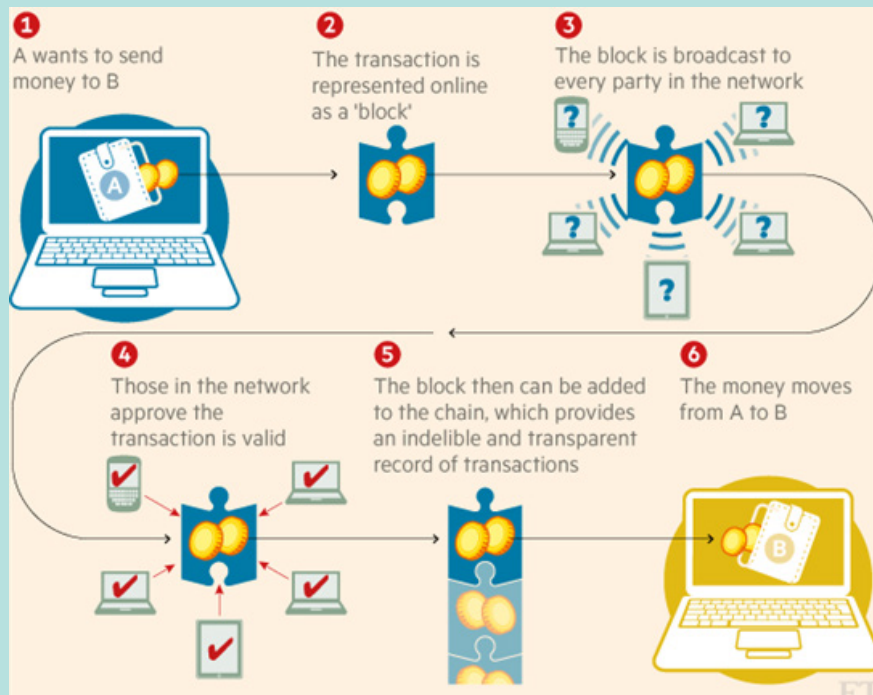 1
A wants to send
money to B
A
2
The transaction is
represented online
as a 'block'
3
The block is broadcast to
every party in the network
?
?
?
?
?
4
Those in the network
approve the
transaction is valid
5
The block then can be added
to the chain, which provides
an indelible and transparent
record of transactions
6
The money moves
from A to B
B